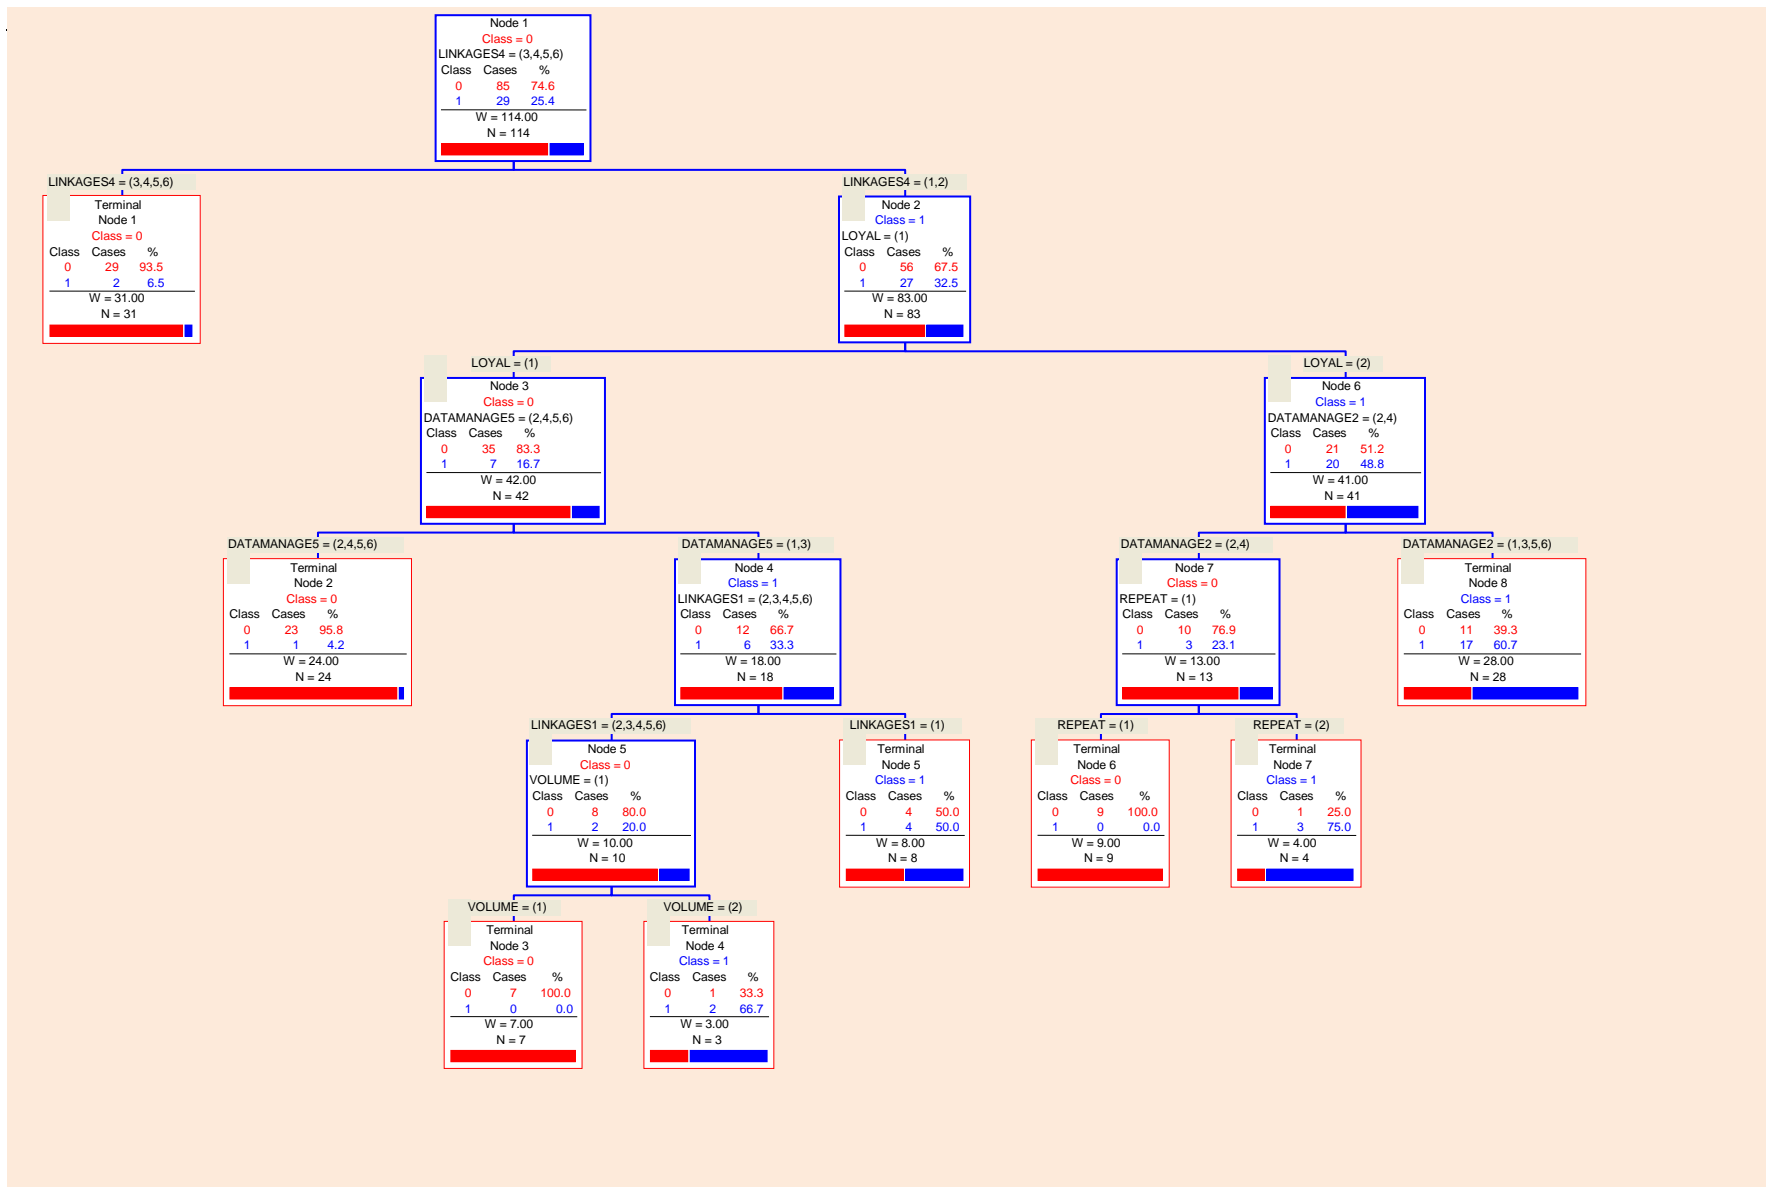 Node 1
Class = 0
LINKAGES4 = (3,4,5,6)
Class Cases %
0 85 74.6
1 29 25.4
W = 114.00
N = 114
LINKAGES4 = (3,4,5,6)
Terminal
Node 1
Class = 0
Class Cases %
0 29 93.5
1 2 6.5
W = 31.00
N = 31
LINKAGES4 = (1,2)
Node 2
Class = 1
LOYAL = (1)
Class Cases %
0 56 67.5
1 27 32.5
W = 83.00
N = 83
LOYAL = (1)
Node 3
Class = 0
DATAMANAGE5 = (2,4,5,6)
Class Cases %
0 35 83.3
1 7 16.7
W = 42.00
N = 42
LOYAL = (2)
Node 6
Class = 1
DATAMANAGE2 = (2,4)
Class Cases %
0 21 51.2
1 20 48.8
W = 41.00
N = 41
DATAMANAGE5 = (2,4,5,6)
Terminal
Node 2
Class = 0
Class Cases %
0 23 95.8
1 1 4.2
W = 24.00
N = 24
DATAMANAGE5 = (1,3)
Node 4
Class = 1
LINKAGES1 = (2,3,4,5,6)
Class Cases %
0 12 66.7
1 6 33.3
W = 18.00
N = 18
DATAMANAGE2 = (2,4)
Node 7
Class = 0
REPEAT = (1)
Class Cases %
0 10 76.9
1 3 23.1
W = 13.00
N = 13
DATAMANAGE2 = (1,3,5,6)
Terminal
Node 8
Class = 1
Class Cases %
0 11 39.3
1 17 60.7
W = 28.00
N = 28
LINKAGES1 = (2,3,4,5,6)
Node 5
Class = 0
VOLUME = (1)
Class Cases %
0 8 80.0
1 2 20.0
W = 10.00
N = 10
LINKAGES1 = (1)
Terminal
Node 5
Class = 1
Class Cases %
0 4 50.0
1 4 50.0
W = 8.00
N = 8
REPEAT = (1)
Terminal
Node 6
Class = 0
Class Cases %
0 9 100.0
1 0 0.0
W = 9.00
N = 9
REPEAT = (2)
Terminal
Node 7
Class = 1
Class Cases %
0 1 25.0
1 3 75.0
W = 4.00
N = 4
VOLUME = (1)
Terminal
Node 3
Class = 0
Class Cases %
0 7 100.0
1 0 0.0
W = 7.00
N = 7
VOLUME = (2)
Terminal
Node 4
Class = 1
Class Cases %
0 1 33.3
1 2 66.7
W = 3.00
N = 3